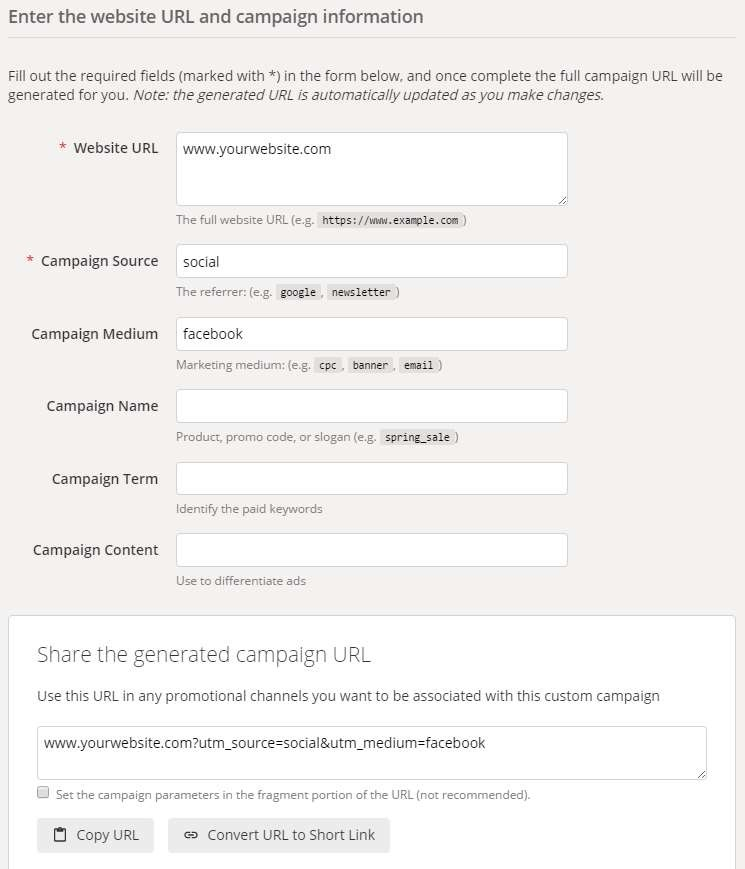 Enter the website URL and campaign information
Fill out the required fields (marked with *) in the form below, and once complete the full campaign URL will be
generated for you. Note: the generated URL is automatically updated as you make changes.
* Website URL
www.yourwebsite.com
The full website URL (e.g. https://www.example.com )
* Campaign Source
social
The referrer: (e.g. google , newsletter )
Campaign Medium
facebook
Marketing medium: (e.g. cpc , banner , email )
Campaign Name
Product, promo code, or slogan (e.g. spring_sale )
Campaign Term
Identify the paid keywords
Campaign Content
Use to differentiate ads
Share the generated campaign URL
Use this URL in any promotional channels you want to be associated with this custom campaign
www.yourwebsite.com?utm_source=social&utm_medium=facebook
Set the campaign parameters in the fragment portion of the URL (not recommended).
Copy URL
Convert URL to Short Link